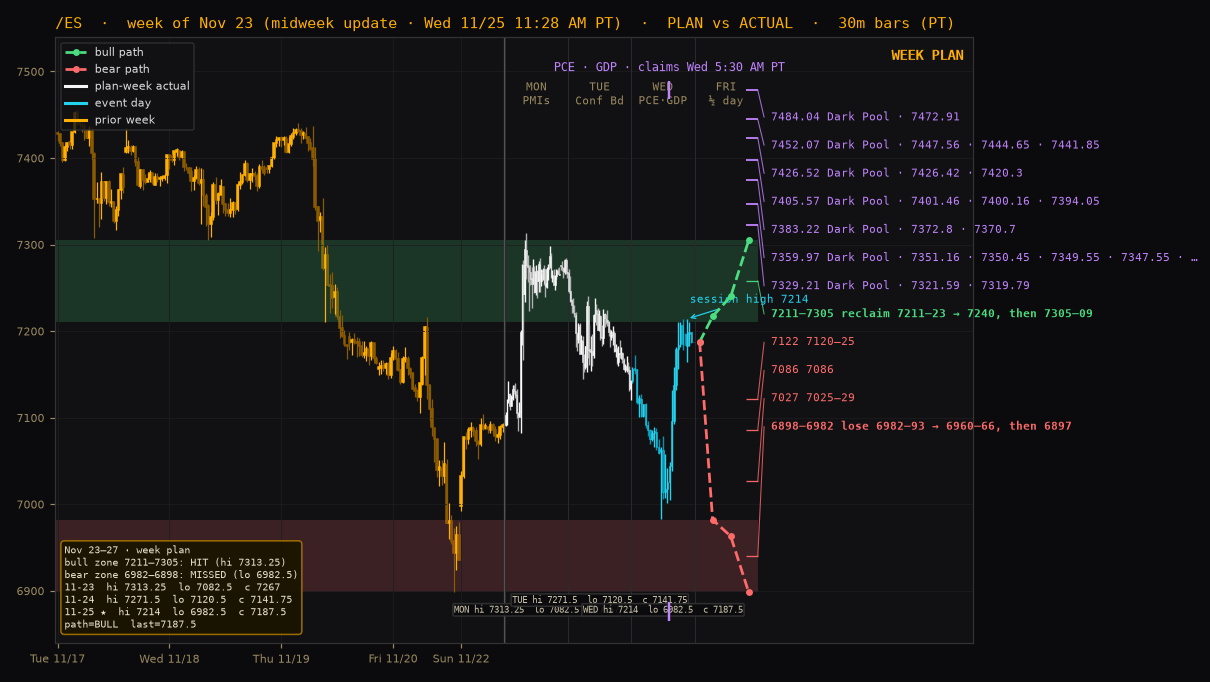 /ES · week of Nov 23 (midweek update · Wed 11/25 11:28 AM PT) · PLAN vs ACTUAL · 30m bars (PT)
bull path
bear path
plan-week actual
event day
prior week
WEEK PLAN
PCE · GDP · claims Wed 5:30 AM PT
MON
PMIs
TUE
Conf Bd
WED
PCE·GDP
FRI
½ day
7500
7400
7300
7200
7100
7000
6900
7484.04 Dark Pool · 7472.91
7452.07 Dark Pool · 7447.56 · 7444.65 · 7441.85
7426.52 Dark Pool · 7426.42 · 7420.3
7405.57 Dark Pool · 7401.46 · 7400.16 · 7394.05
7383.22 Dark Pool · 7372.8 · 7370.7
7359.97 Dark Pool · 7351.16 · 7350.45 · 7349.55 · 7347.55 · …
7329.21 Dark Pool · 7321.59 · 7319.79
session high 7214
7211–7305 reclaim 7211–23 → 7240, then 7305–09
7122 7120–25
7086 7086
7027 7025–29
6898–6982 lose 6982–93 → 6960–66, then 6897
Nov 23–27 · week plan
bull zone 7211–7305: HIT (hi 7313.25)
bear zone 6982–6898: MISSED (lo 6982.5)
11-23 hi 7313.25 lo 7082.5 c 7267
11-24 hi 7271.5 lo 7120.5 c 7141.75
11-25 ★ hi 7214 lo 6982.5 c 7187.5
path=BULL last=7187.5
TUE hi 7271.5 lo 7120.5 c 7141.75
MON hi 7313.25 lo 7082.5
WED hi 7214 lo 6982.5 c 7187.5
Tue 11/17
Wed 11/18
Thu 11/19
Fri 11/20
Sun 11/22